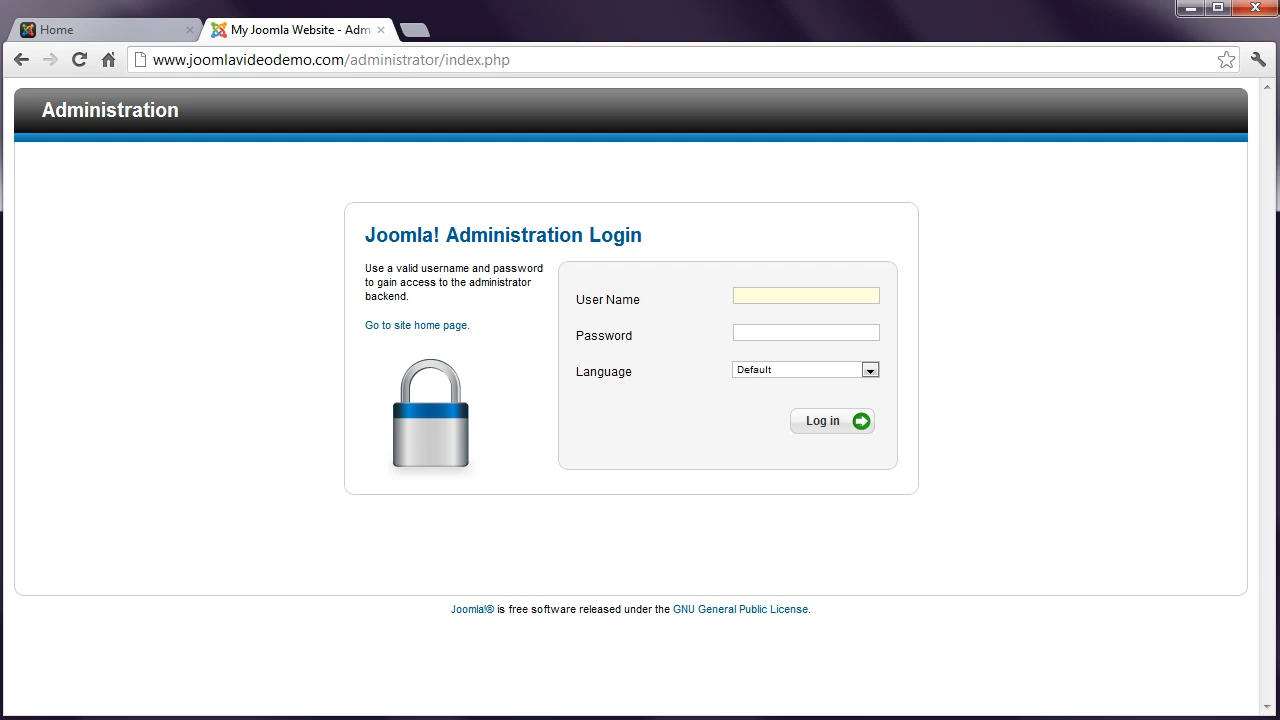 Home
My Joomla Website - Adm
www.joomlavideodemo.com/administrator/index.php
Administration
Joomla! Administration Login
Use a valid username and password
to gain access to the administrator
backend.
Go to site home page.
User Name
Password
Language
Default
Log in
Joomla!® is free software released under the GNU General Public License.